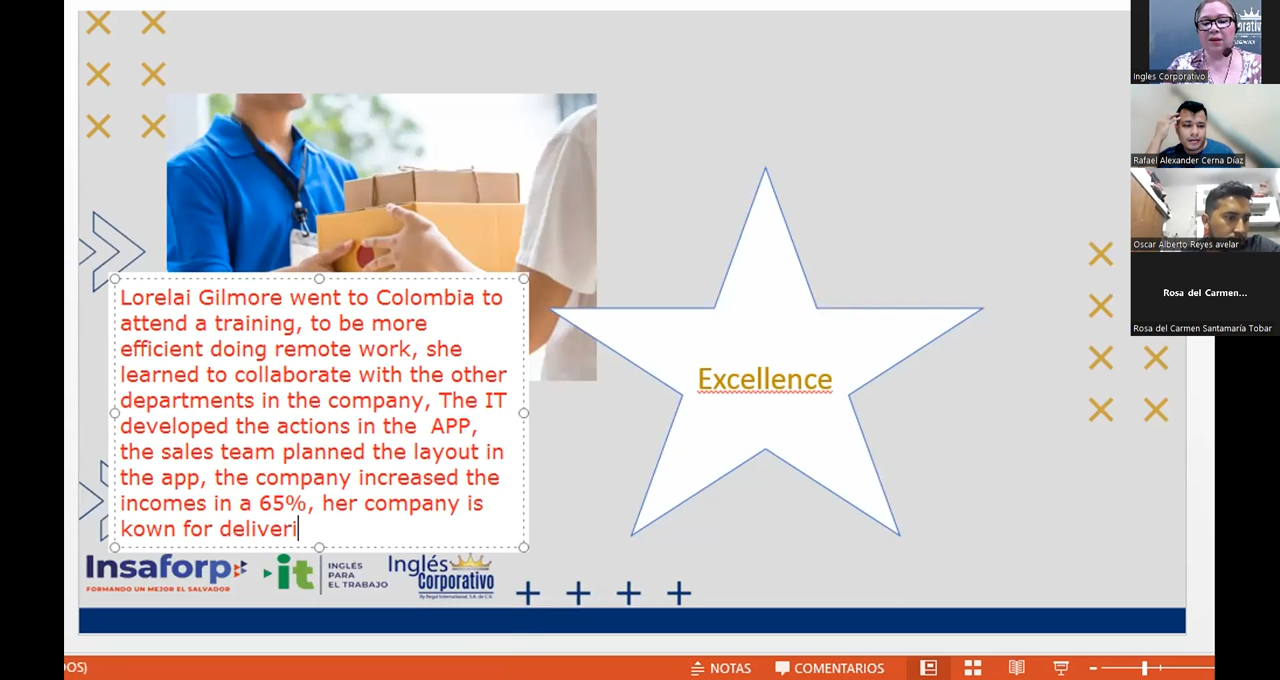 Ingles Corporativo
Rafael Alexander Cerna Díaz
Oscar Alberto Reyes avelar
Rosa del Carmen...
Rosa del Carmen Santamaría Tobar
Lorelai Gilmore went to Colombia to
attend a training, to be more
efficient doing remote work, she
learned to collaborate with the other
departments in the company, The IT
developed the actions in the  APP,
the sales team planned the layout in
the app, the company increased the
incomes in a 65%, her company is
kown for deliveri
Excellence
Insaforp
FORMANDO UN MEJOR EL SALVADOR
it
INGLÉS
PARA
EL TRABAJO
Inglés
Corporativo
NOTAS
COMENTARIOS